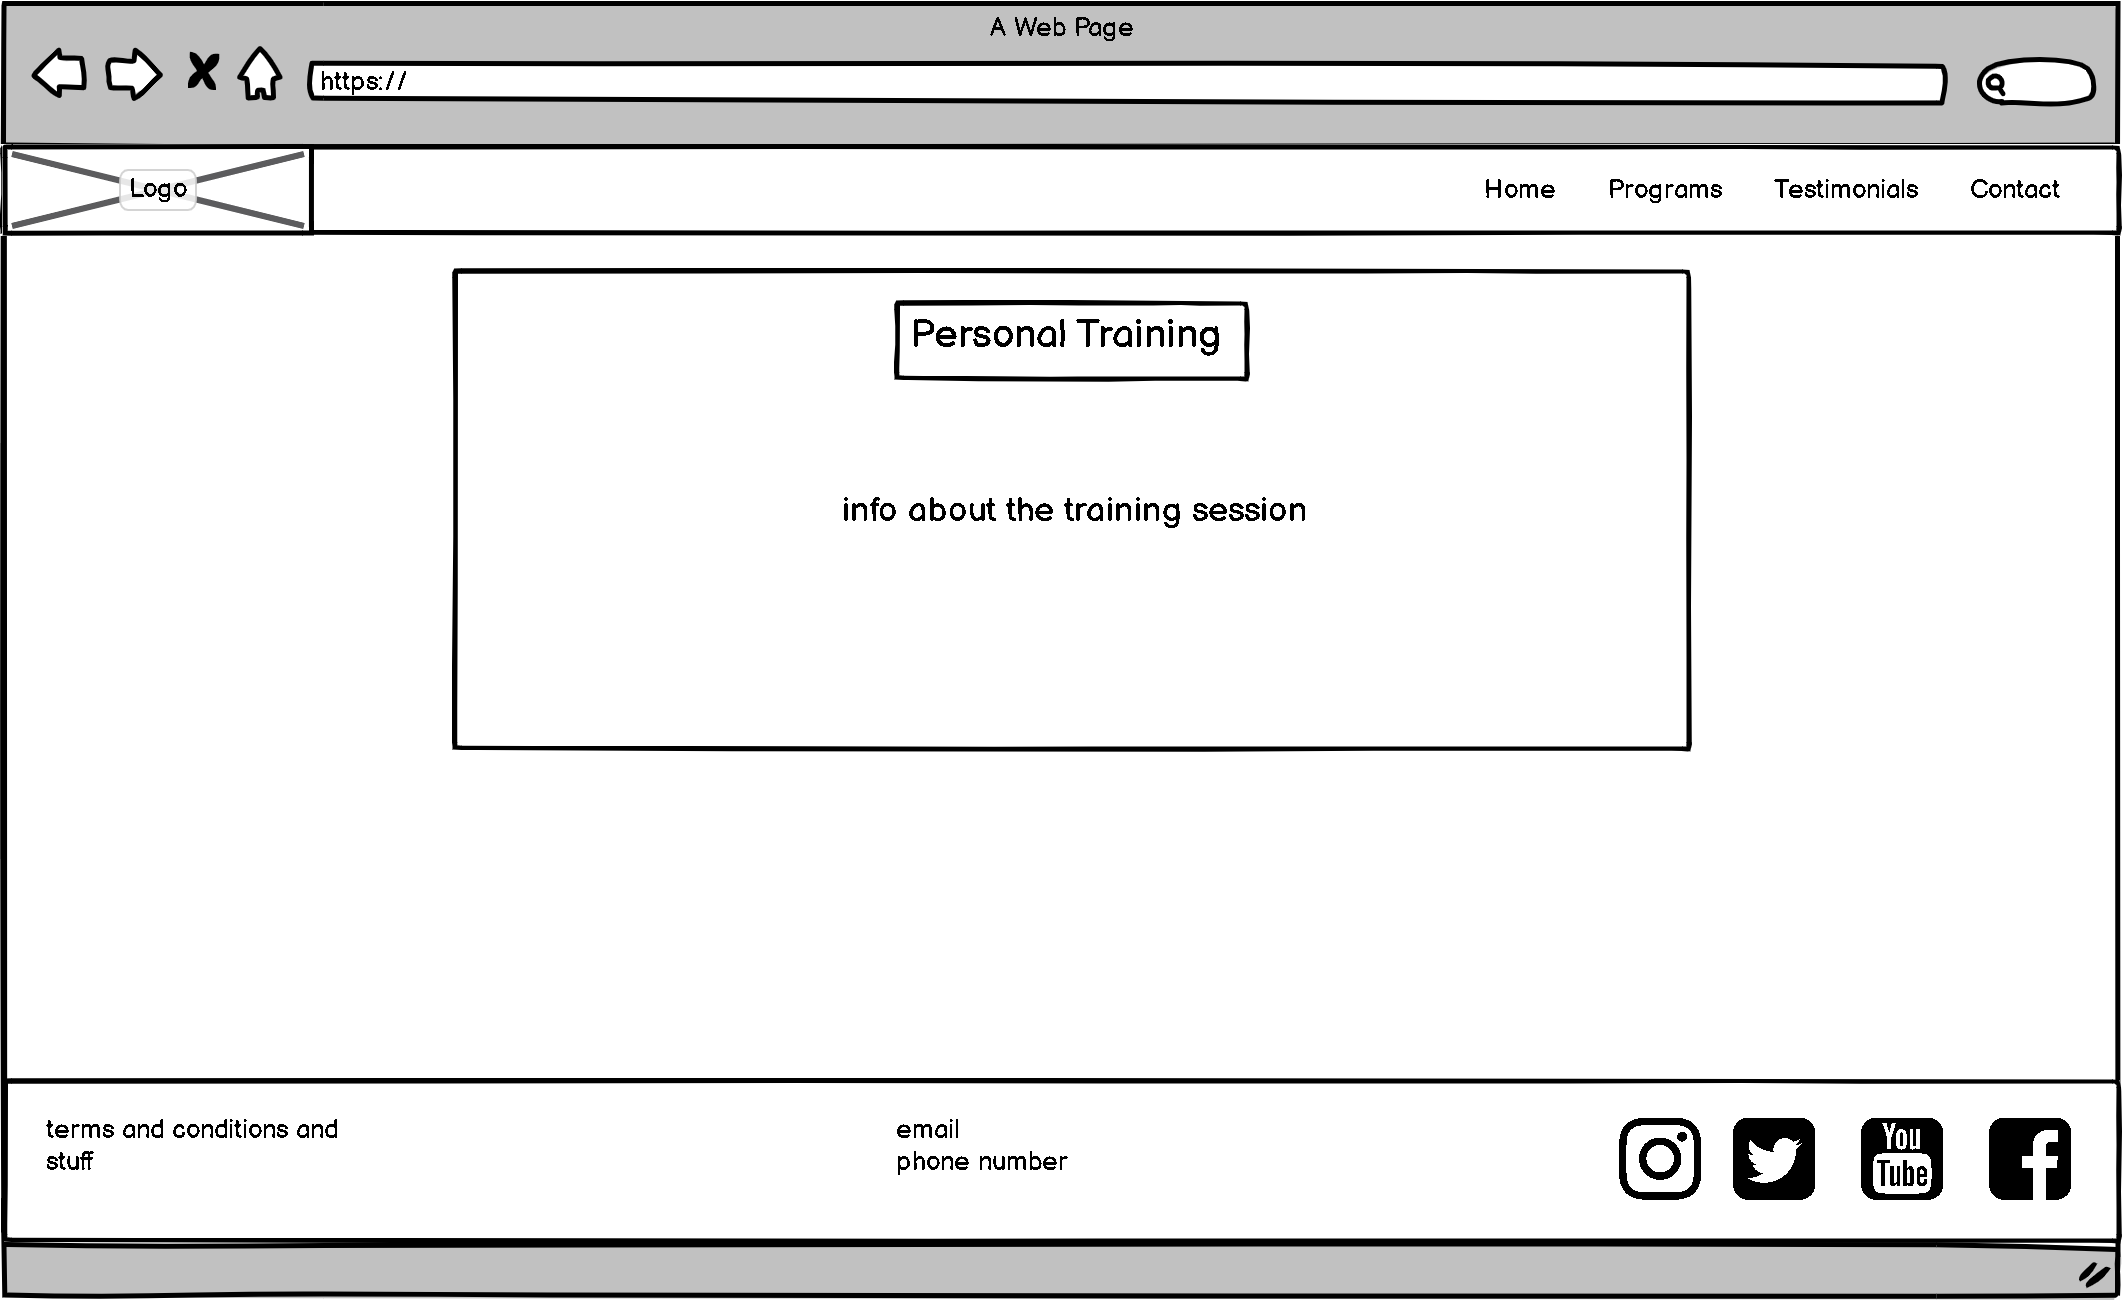 A Web Page
https://
Logo
Home Programs Testimonials Contact
Personal Training
info about the training session
terms and conditions and
stuff
email
phone number
You
Tube